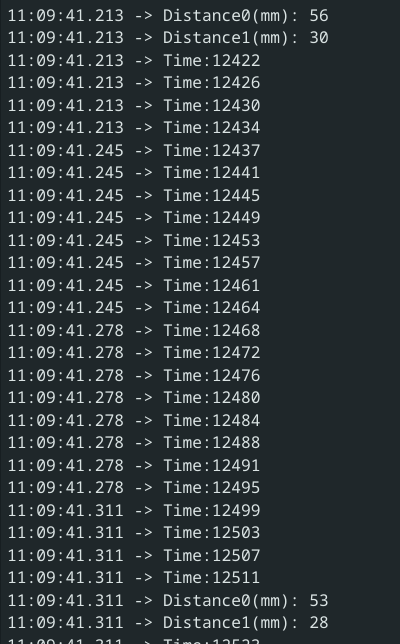 11:09:41.213 -> Distance0(mm): 56
11:09:41.213 -> Distance1(mm): 30
11:09:41.213 -> Time:12422
11:09:41.213 -> Time:12426
11:09:41.213 -> Time:12430
11:09:41.213 -> Time:12434
11:09:41.245 -> Time:12437
11:09:41.245 -> Time:12441
11:09:41.245 -> Time:12445
11:09:41.245 -> Time:12449
11:09:41.245 -> Time:12453
11:09:41.245 -> Time:12457
11:09:41.245 -> Time:12461
11:09:41.245 -> Time:12464
11:09:41.278 -> Time:12468
11:09:41.278 -> Time:12472
11:09:41.278 -> Time:12476
11:09:41.278 -> Time:12480
11:09:41.278 -> Time:12484
11:09:41.278 -> Time:12488
11:09:41.278 -> Time:12491
11:09:41.278 -> Time:12495
11:09:41.311 -> Time:12499
11:09:41.311 -> Time:12503
11:09:41.311 -> Time:12507
11:09:41.311 -> Time:12511
11:09:41.311 -> Distance0(mm): 53
11:09:41.311 -> Distance1(mm): 28